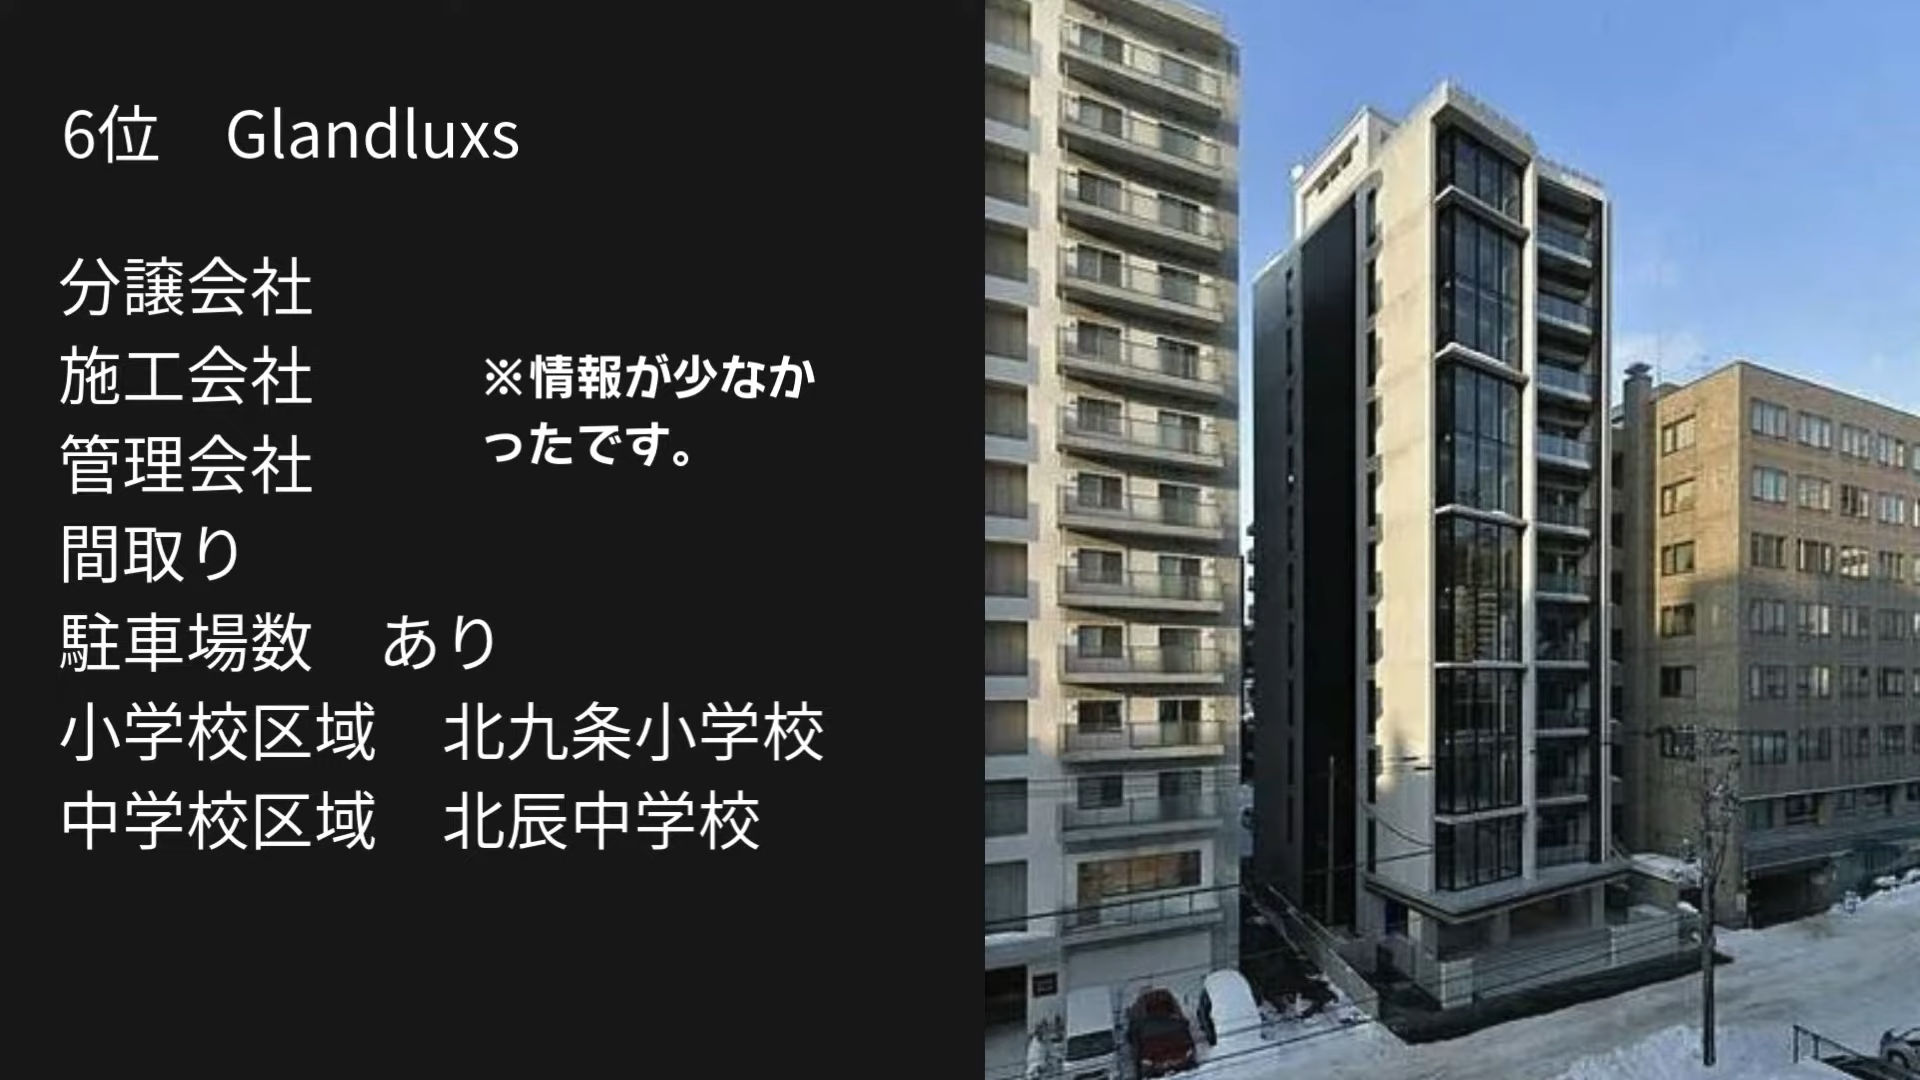 6位　Glandluxs
分譲会社
施工会社
管理会社
※情報が少なか
ったです。
間取り
駐車場数　あり
小学校区域　北九条小学校
中学校区域　北辰中学校